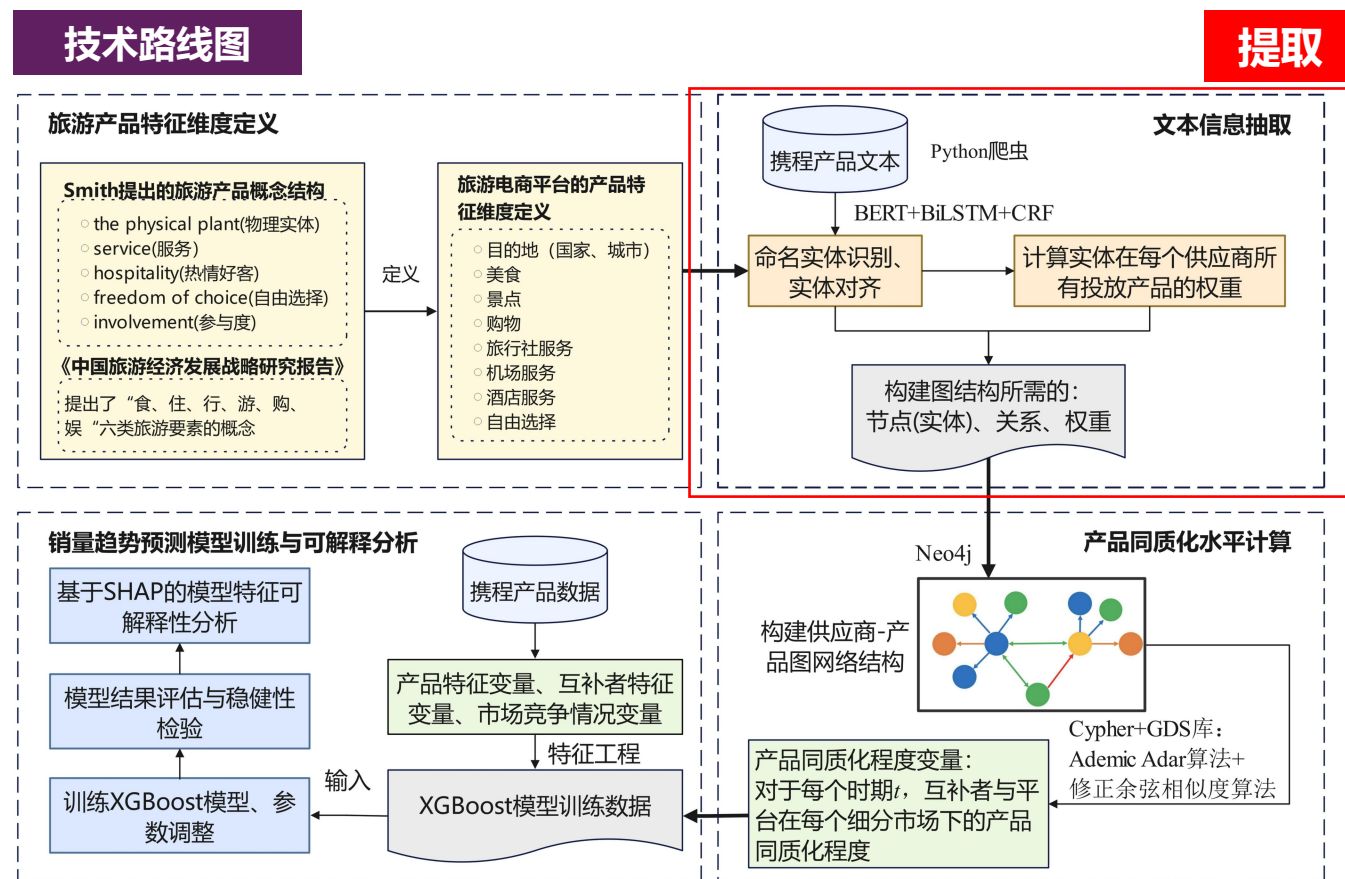 技术路线图
提取
旅游产品特征维度定义
Smith提出的旅游产品概念结构
the physical plant(物理实体)
service(服务)
hospitality(热情好客)
freedom of choice(自由选择)
involvement(参与度)
《中国旅游经济发展战略研究报告》
提出了“食、住、行、游、购、
娱“六类旅游要素的概念
定义
旅游电商平台的产品特
征维度定义
目的地（国家、城市）
美食
景点
购物
旅行社服务
机场服务
酒店服务
自由选择
文本信息抽取
携程产品文本
Python爬虫
BERT+BiLSTM+CRF
命名实体识别、
实体对齐
计算实体在每个供应商所
有投放产品的权重
构建图结构所需的：
节点(实体)、关系、权重
销量趋势预测模型训练与可解释分析
基于SHAP的模型特征可
解释性分析
模型结果评估与稳健性
检验
训练XGBoost模型、参
数调整
输入
携程产品数据
产品特征变量、互补者特征
变量、市场竞争情况变量
特征工程
XGBoost模型训练数据
产品同质化水平计算
Neo4j
构建供应商-产
品图网络结构
Cypher+GDS库：
Ademic Adar算法+
修正余弦相似度算法
产品同质化程度变量：
对于每个时期t，互补者与平
台在每个细分市场下的产品
同质化程度